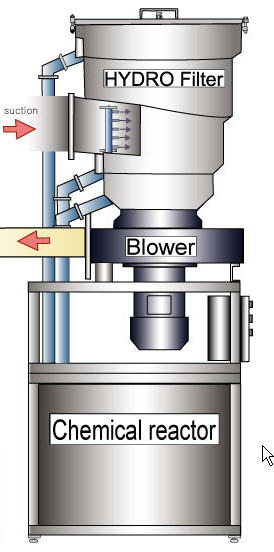 HYDRO Filter
suction
Blower
Chemical reactor